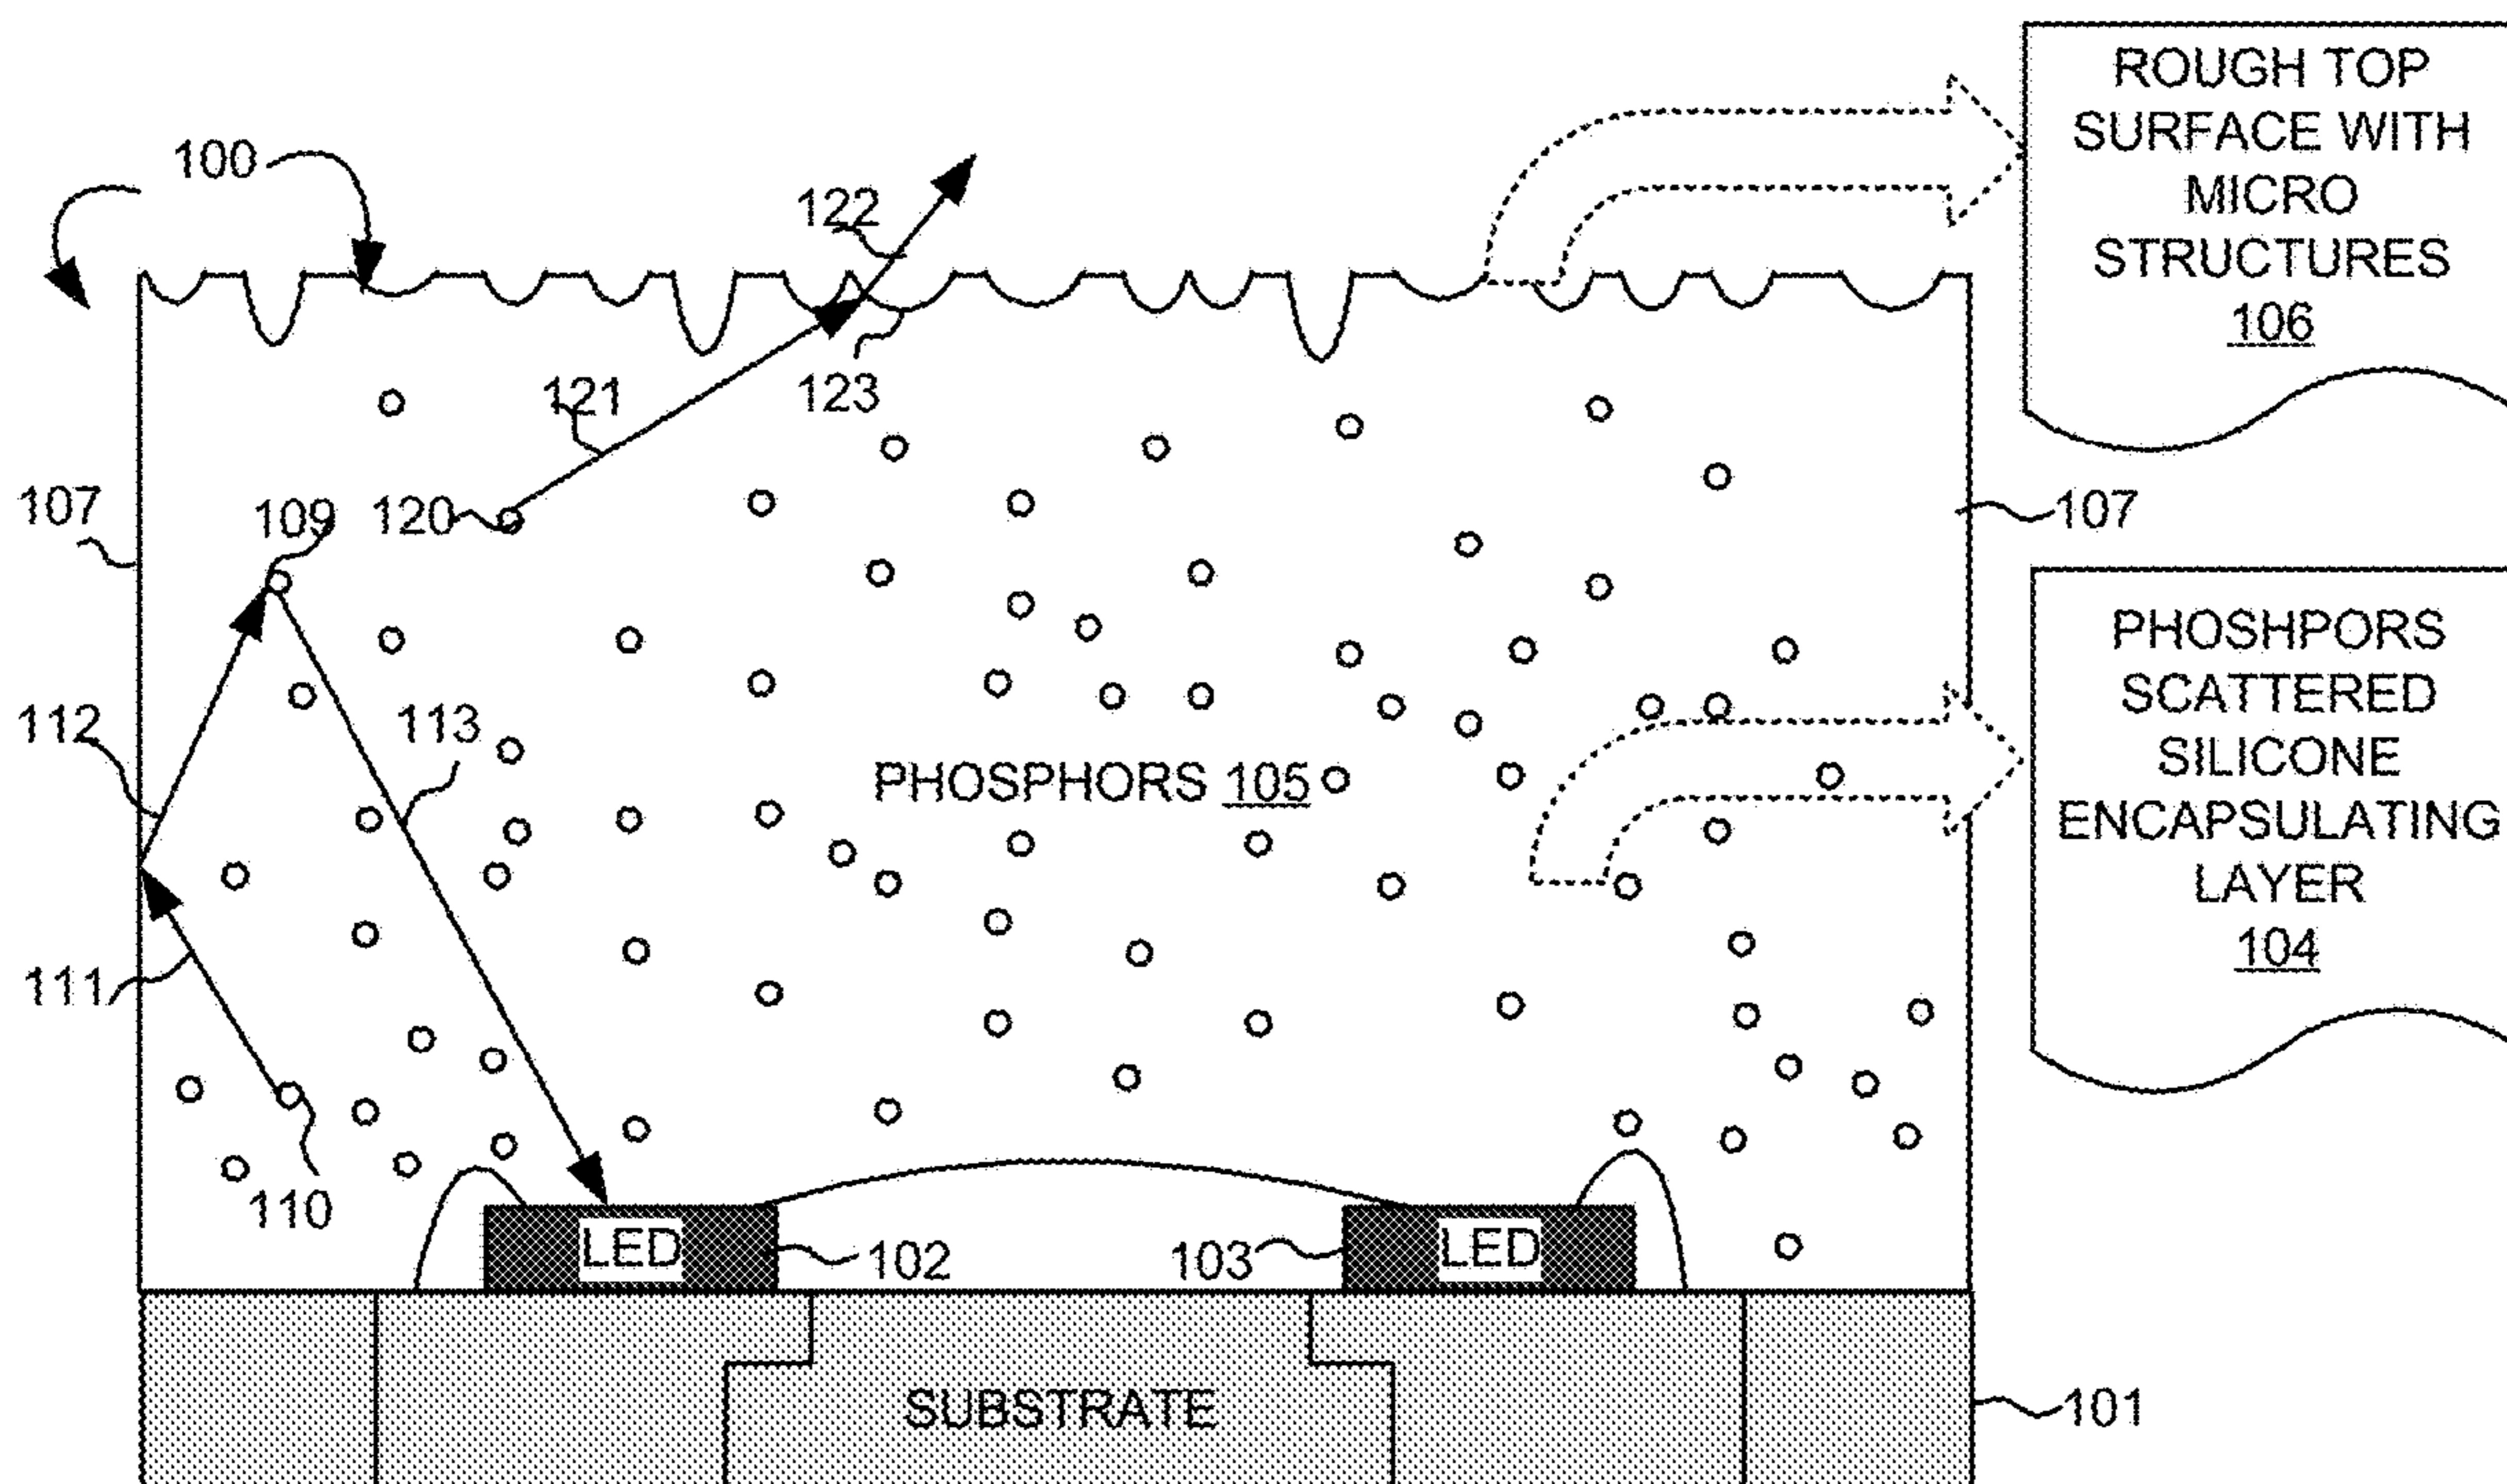 ROUGH TOP
SURFACE WITH
MICRO
STRUCTURES
106
100
122
121
123
107
109
120
107
PHOSHPORS
SCATTERED
SILICONE
ENCAPSULATING
LAYER
104
112
113
PHOSPHORS 105
111
110
LED
102
103
LED
SUBSTRATE
101